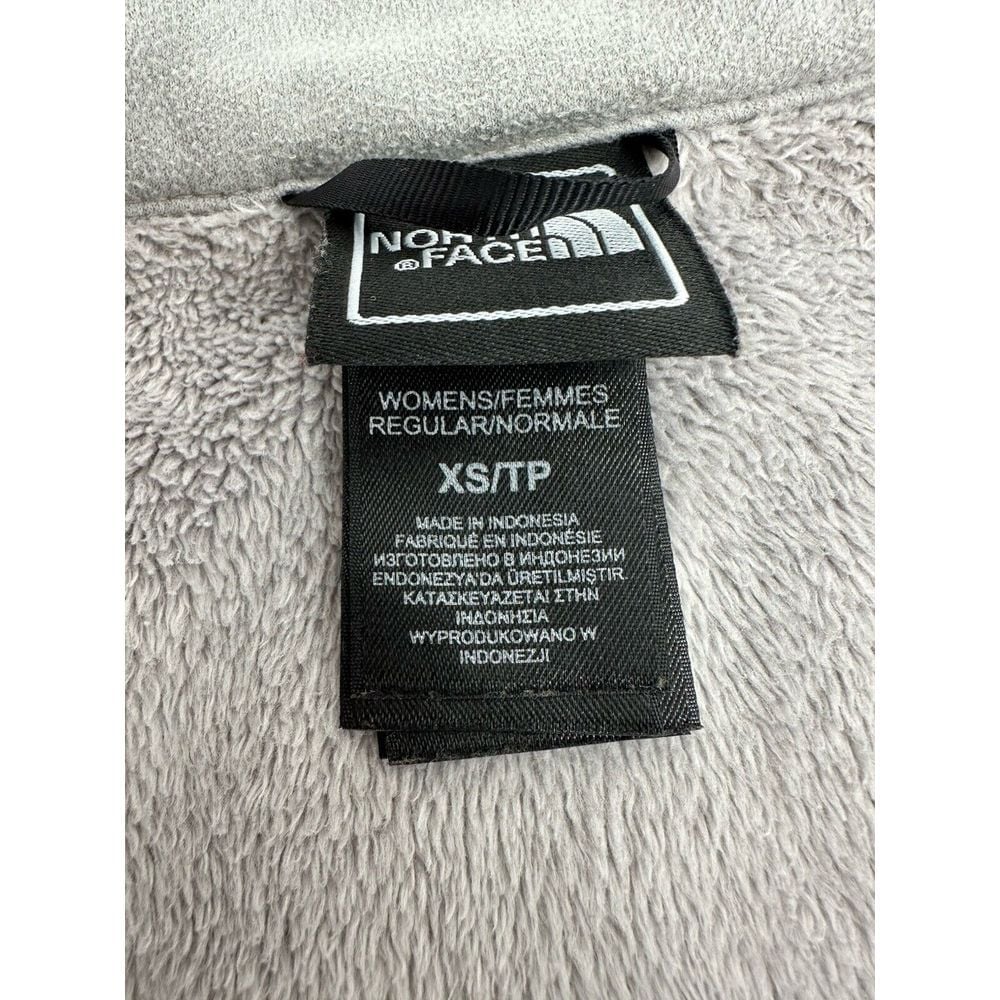 NORTH
® FACE
WOMENS/FEMMES
REGULAR/NORMALE
XS/TP
MADE IN INDONESIA
FABRIQUÉ EN INDONÉSIE
ИЗГОТОВЛЕНО В ИНДОНЕЗИИ
ENDONEZYA'DA ÜRETILMIŞTIR
ΚΑΤΑΣΚΕΥΑΖΕΤΑΙ ΣΤΗΝ
ΙΝΔΟΝΗΣΙΑ
WYPRODUKOWANO W
INDONEZJI